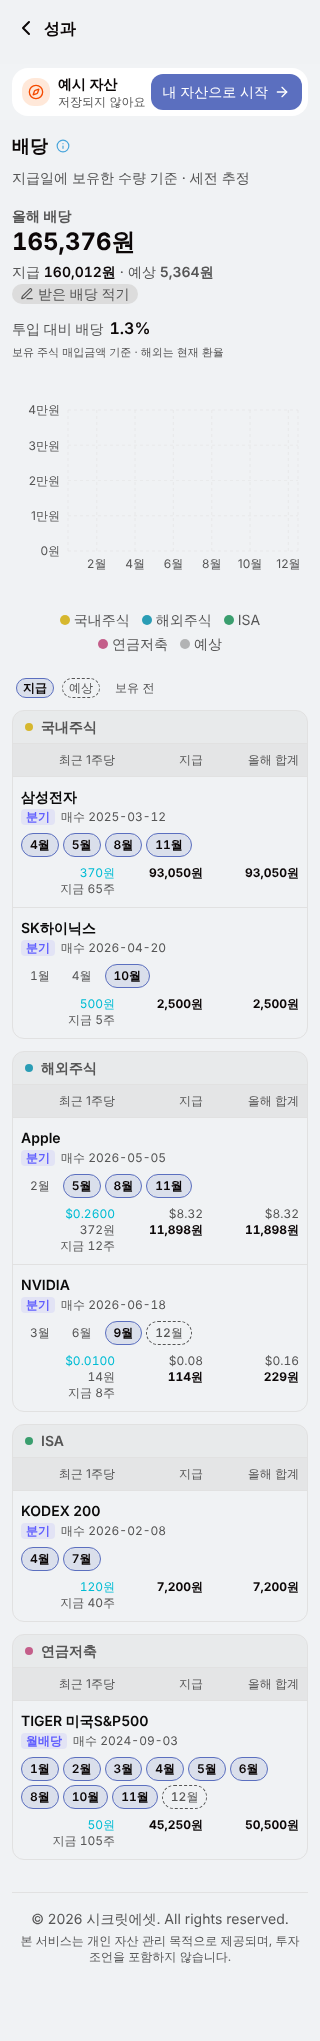 성과
예시 자산
저장되지 않아요
내 자산으로 시작
배당
지급일에 보유한 수량 기준 · 세전 추정
올해 배당
165,376원
지급 160,012원 · 예상 5,364원
받은 배당 적기
투입 대비 배당 1.3%
보유 주식 매입금액 기준 · 해외는 현재 환율
4만원
3만원
2만원
1만원
0원
2월 4월 6월 8월 10월 12월
국내주식 해외주식 ISA
연금저축 예상
지급 예상 보유 전
국내주식
최근 1주당 지급 올해 합계
삼성전자
분기 매수 2025-03-12
4월 5월 8월 11월
370원 93,050원 93,050원
지금 65주
SK하이닉스
분기 매수 2026-04-20
1월 4월 10월
500원 2,500원 2,500원
지금 5주
해외주식
최근 1주당 지급 올해 합계
Apple
분기 매수 2026-05-05
2월 5월 8월 11월
$0.2600 $8.32 $8.32
372원 11,898원 11,898원
지금 12주
NVIDIA
분기 매수 2026-06-18
3월 6월 9월 12월
$0.0100 $0.08 $0.16
14원 114원 229원
지금 8주
ISA
최근 1주당 지급 올해 합계
KODEX 200
분기 매수 2026-02-08
4월 7월
120원 7,200원 7,200원
지금 40주
연금저축
최근 1주당 지급 올해 합계
TIGER 미국S&P500
월배당 매수 2024-09-03
1월 2월 3월 4월 5월 6월
8월 10월 11월 12월
50원 45,250원 50,500원
지금 105주
© 2026 시크릿에셋. All rights reserved.
본 서비스는 개인 자산 관리 목적으로 제공되며, 투자
조언을 포함하지 않습니다.